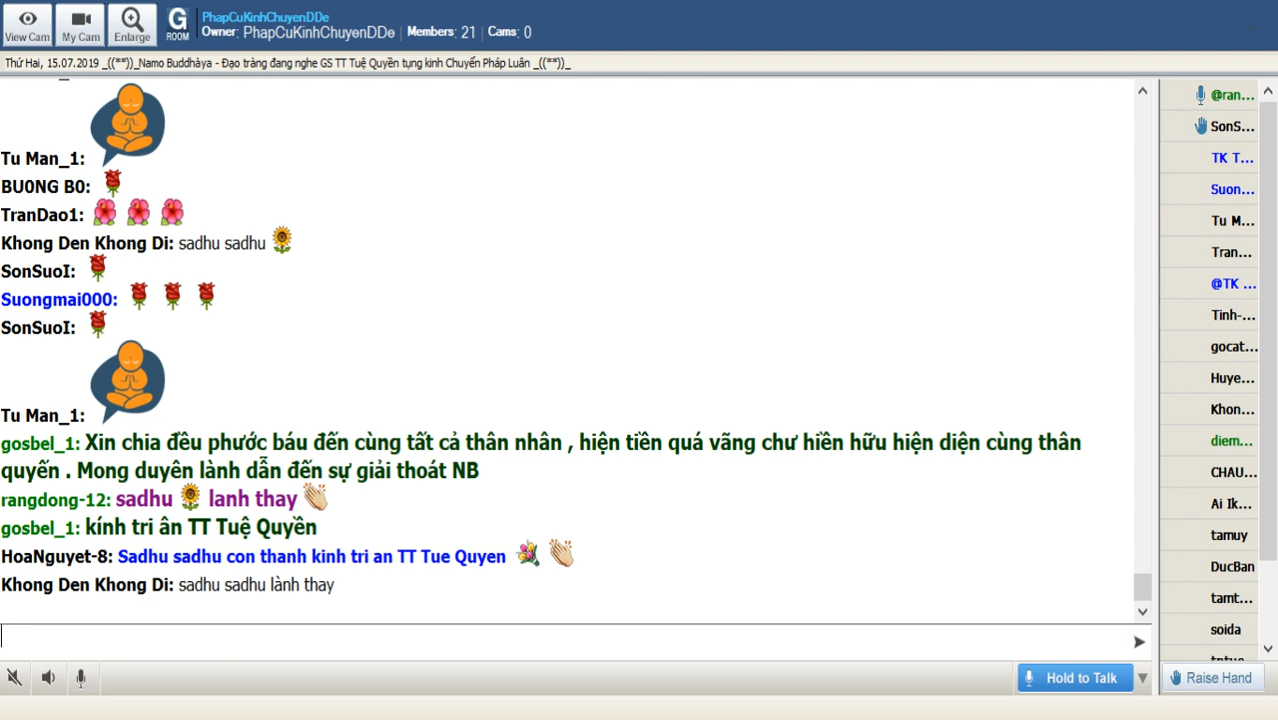 View Cam
My Cam
Enlarge
G
ROOM
PhapCuKinhChuyenDDe
Owner: PhapCuKinhChuyenDDe | Members: 21 | Cams: 0
Thứ Hai, 15.07.2019 _((**))_Namo Buddhàya - Đạo tràng đang nghe GS TT Tuệ Quyền tụng kinh Chuyển Pháp Luân _((**))_
Tu Man_1:
BU0NG B0:
TranDao1:
Khong Den Khong Di: sadhu sadhu
SonSuoI:
Suongmai000:
SonSuoI:
Tu Man_1:
gosbel_1: Xin chia đều phước báu đến cùng tất cả thân nhân , hiện tiền quá vãng chư hiền hữu hiện diện cùng thân
quyến . Mong duyên lành dẫn đến sự giải thoát NB
rangdong-12: sadhu lanh thay
gosbel_1: kính tri ân TT Tuệ Quyền
HoaNguyet-8: Sadhu sadhu con thanh kinh tri an TT Tue Quyen
Khong Den Khong Di: sadhu sadhu lành thay
@ran...
SonS...
TK T...
Suon...
Tu M...
Tran...
@TK ...
Tinh-...
gocat...
Huye...
Khon...
diem...
CHAU...
Ai Ik...
tamuy
DucBan
tamt...
soida
Hold to Talk
Raise Hand